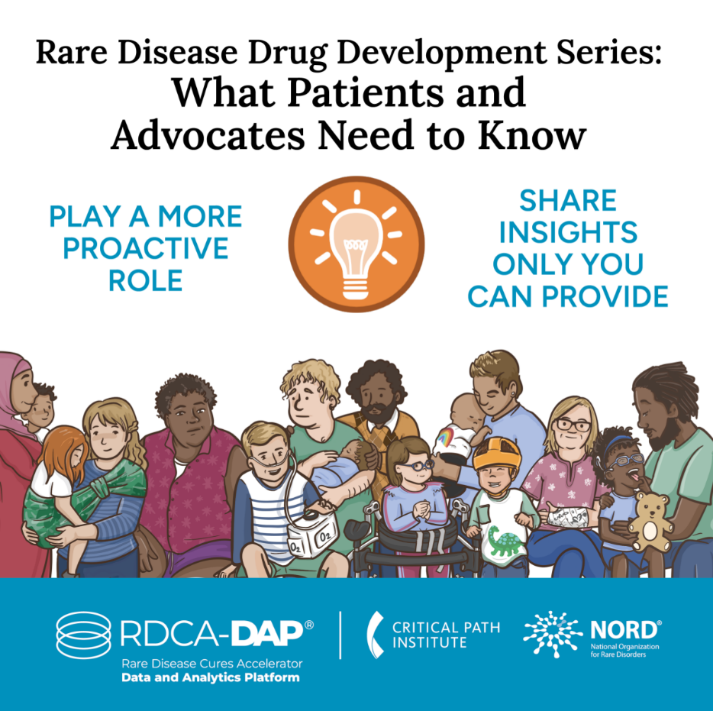 Rare Disease Drug Development Series:
What Patients and
Advocates Need to Know
PLAY A MORE
PROACTIVE
ROLE
SHARE
INSIGHTS
ONLY YOU
CAN PROVIDE
O₂
O₂
RDCA-DAP®
Rare Disease Cures Accelerator
Data and Analytics Platform
CRITICAL PATH
INSTITUTE
NORD®
National Organization
for Rare Disorders